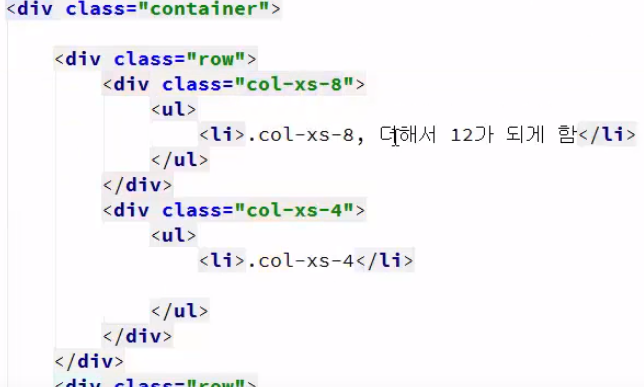 <div class="container">
<div class="row">
<div class="col-xs-8">
<ul>
<li>.col-xs-8, 더해서 12가 되게 함</li>
</ul>
</div>
<div class="col-xs-4">
<ul>
<li>.col-xs-4</li>
</ul>
</div>
</div>
<div class="row">